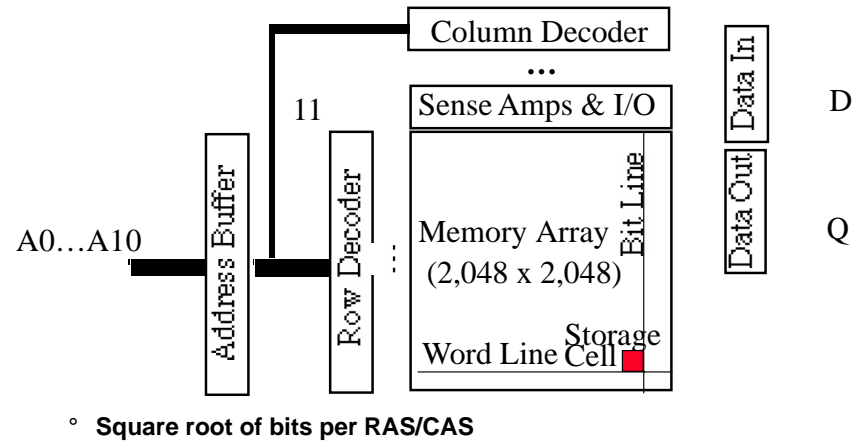 Column Decoder
…
Sense Amps & I/O
Data In
D
11
Address Buffer
Row Decoder
Bit Line
Data Out
A0…A10
…
Memory Array
(2,048 x 2,048)
Q
Storage
Word Line Cell
° Square root of bits per RAS/CAS